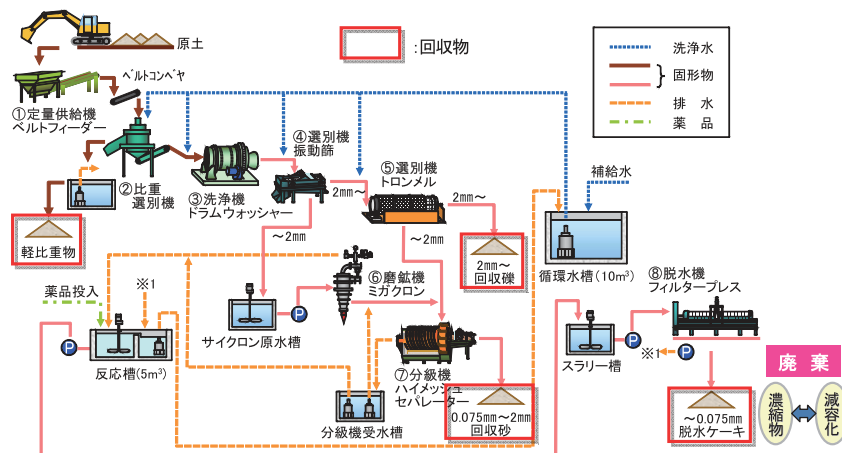 原土
:回収物
洗浄水
固形物
排水
薬品
ベルトコンベヤ
①定量供給機
ベルトフィーダー
②比重
選別機
③洗浄機
ドラムウォッシャー
④選別機
振動篩
⑤選別機
トロンメル
2mm~
2mm~
~2mm
~2mm
補給水
軽比重物
2mm~
回収礫
循環水槽(10m³)
⑥磨鉱機
ミガクロン
⑧脱水機
フィルタープレス
薬品投入
※1
P
サイクロン原水槽
P
反応槽(5m³)
⑦分級機
ハイメッシュ
セパレーター
P
スラリー槽
※1
P
廃棄
分級機受水槽
0.075mm~2mm
回収砂
~0.075mm
脱水ケーキ
濃縮物
減容化